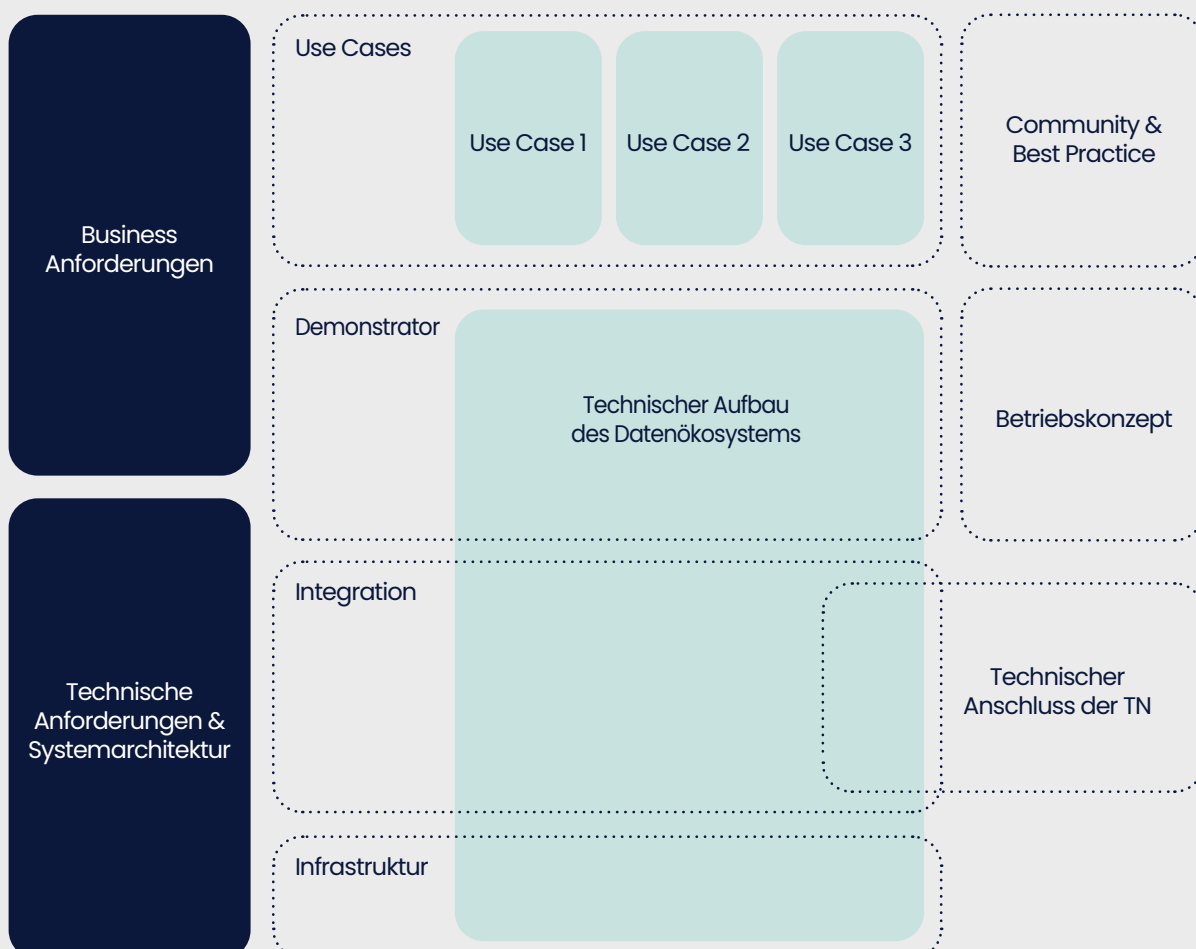 Business
Anforderungen
Technische
Anforderungen &
Systemarchitektur
Use Cases
Use Case 1
Use Case 2
Use Case 3
Demonstrator
Technischer Aufbau
des Datenökosystems
Integration
Infrastruktur
Community &
Best Practice
Betriebskonzept
Technischer
Anschluss der TN